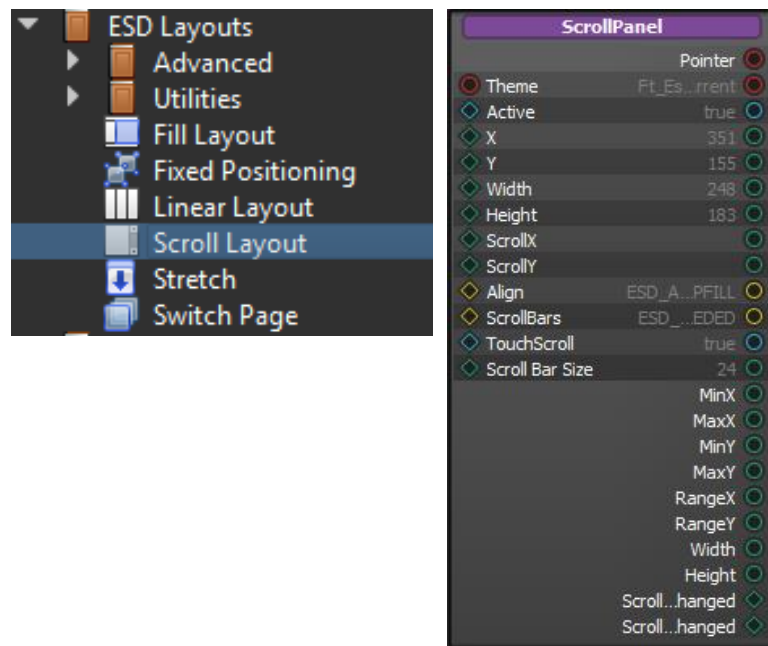 ESD Layouts
Advanced
Utilities
Fill Layout
Fixed Positioning
Linear Layout
Scroll Layout
Stretch
Switch Page
ScrollPanel
Pointer
Theme Ft_Es...rrent
Active true
X 351
Y 155
Width 248
Height 183
ScrollX
ScrollY
Align ESD_A...PFILL
ScrollBars ESD_...EDED
TouchScroll true
Scroll Bar Size 24
MinX
MaxX
MinY
MaxY
RangeX
RangeY
Width
Height
Scroll...hanged
Scroll...hanged